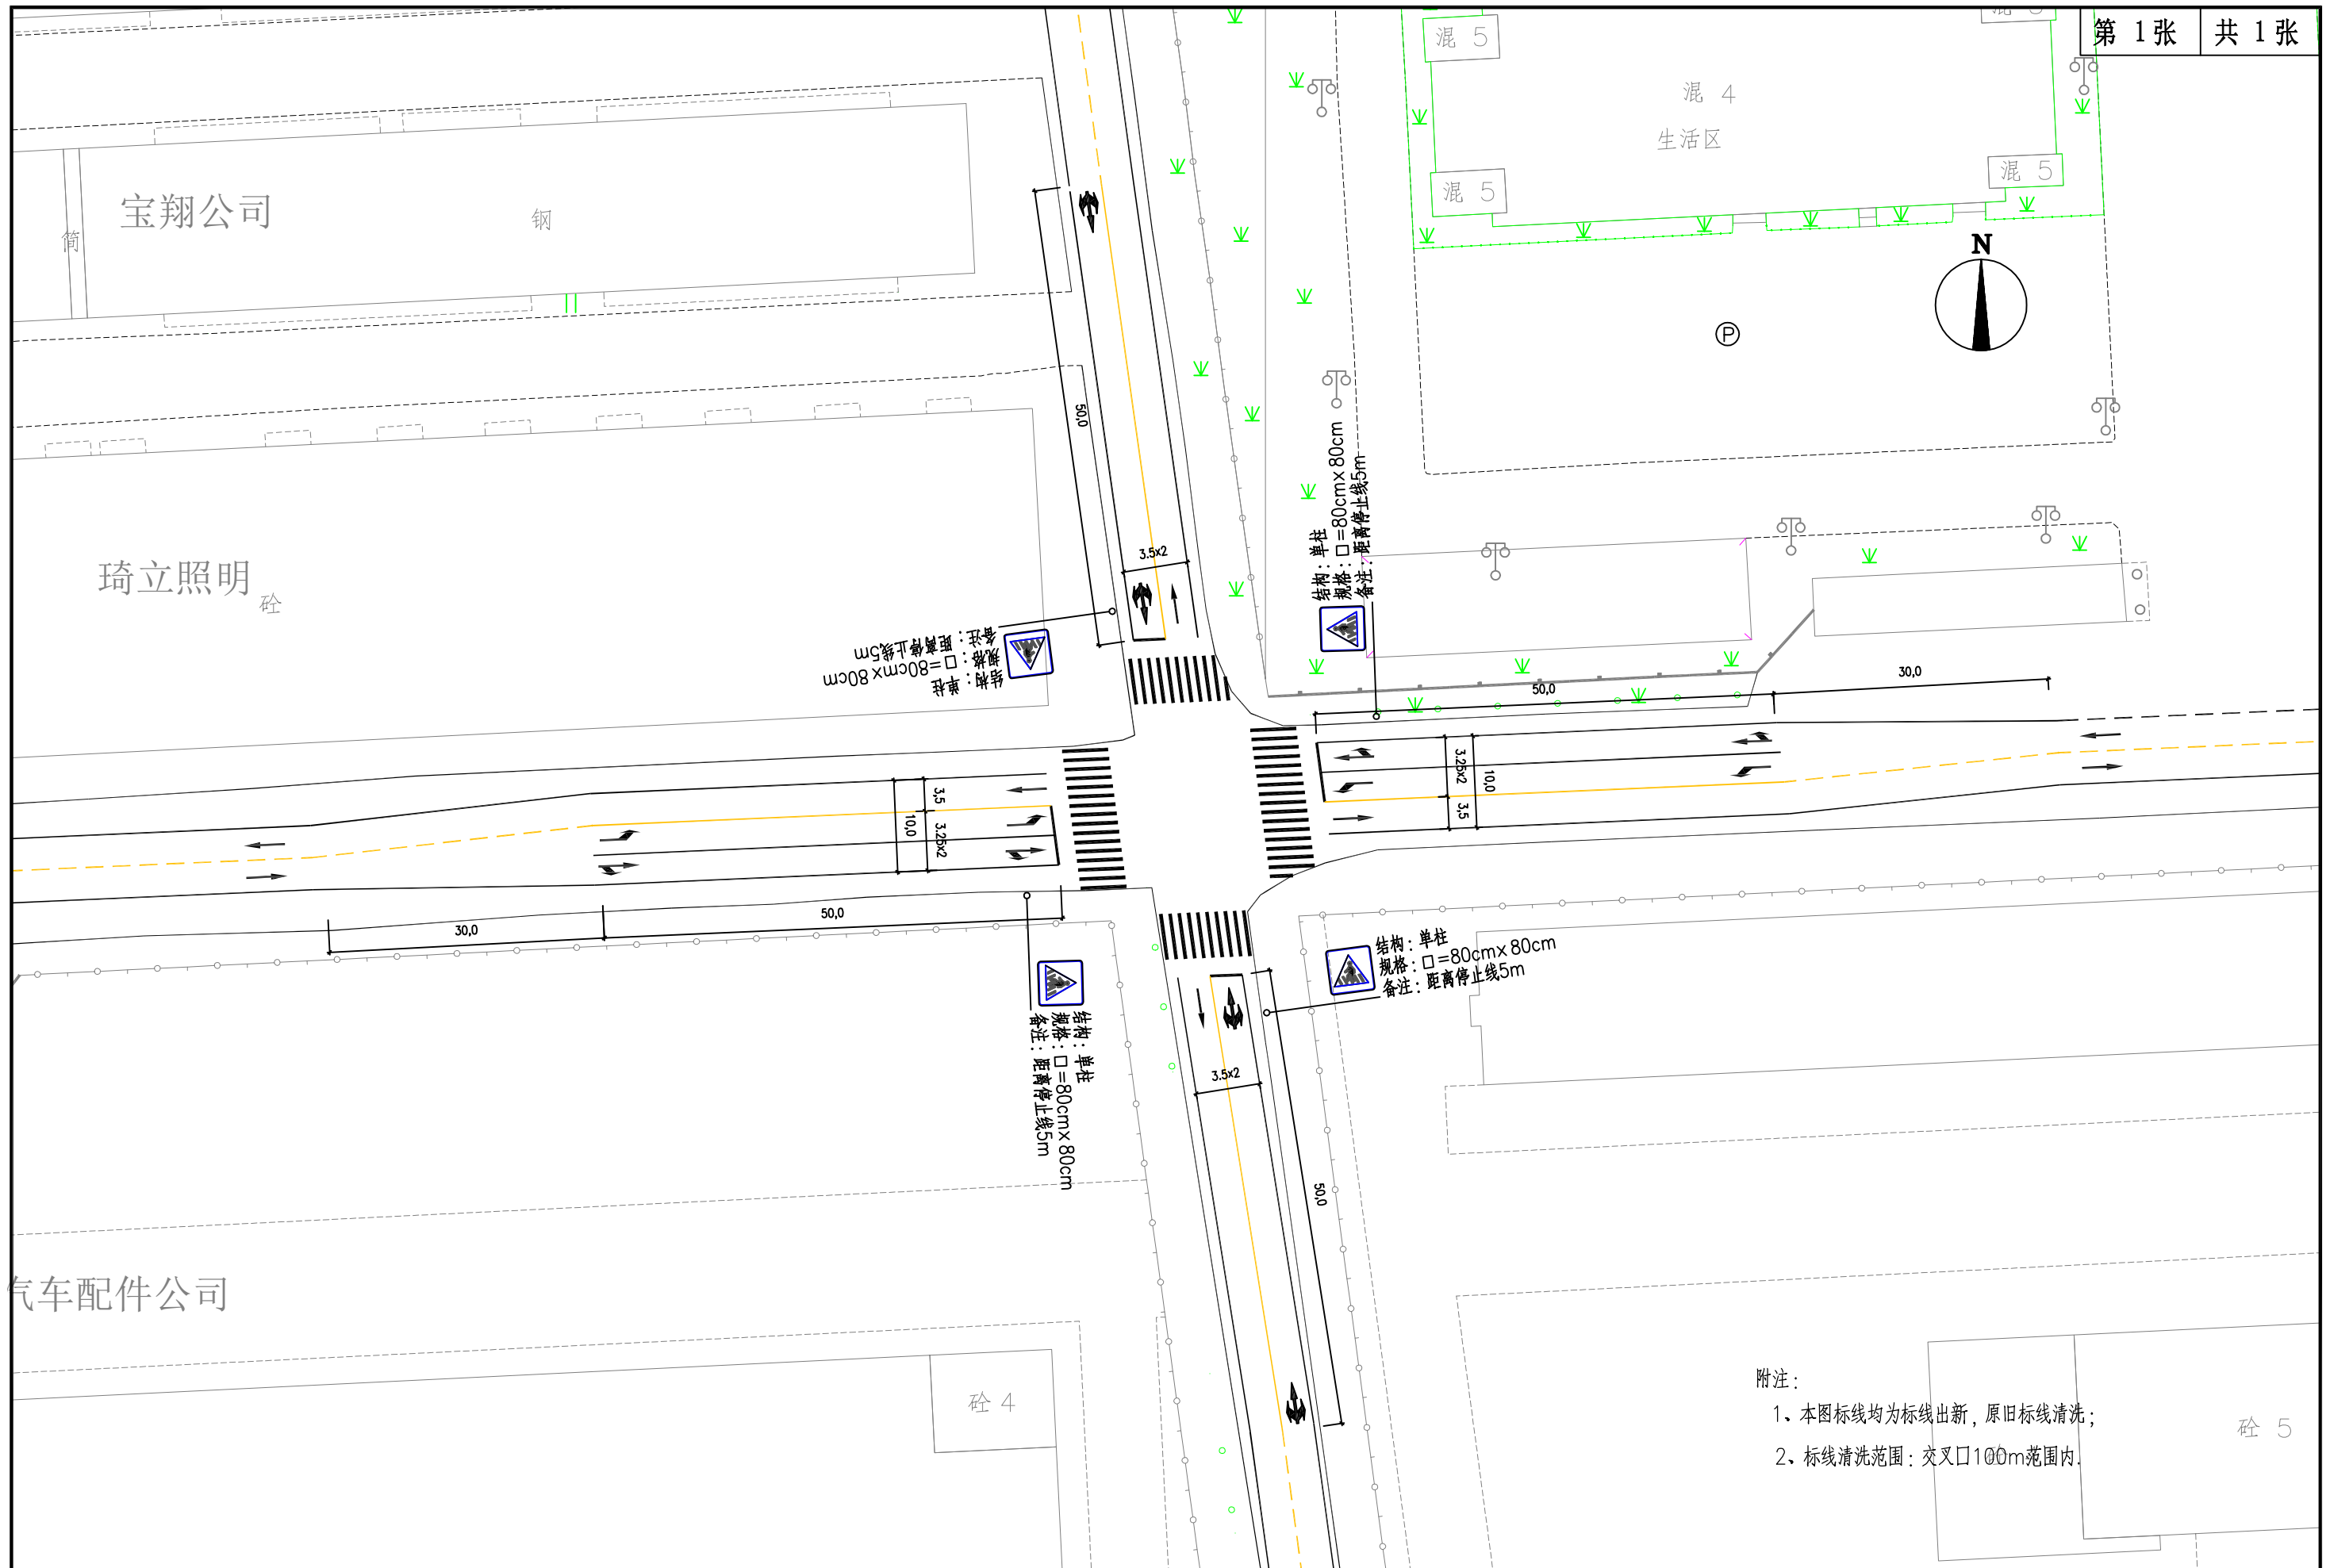 第 1张 共 1张
混 5
混 4
生活区
混 5
混 5
N
P
宝翔公司
钢
简
琦立照明
砼
50,0
3.5x2
结构：单柱
规格：口=80cmx80cm
备注：距离停止线5m
结构：单柱
规格：口=80cmx80cm
备注：距离停止线5m
50,0
30,0
3.25x2
3,5
10,0
3,5
3.25x2
10,0
30,0
50,0
结构：单柱
规格：口=80cmx80cm
备注：距离停止线5m
结构：单柱
规格：口=80cmx80cm
备注：距离停止线5m
3.5x2
50,0
汽车配件公司
砼 4
砼 5
附注：
1、本图标线均为标线出新，原旧标线清洗；
2、标线清洗范围：交叉口100m范围内.